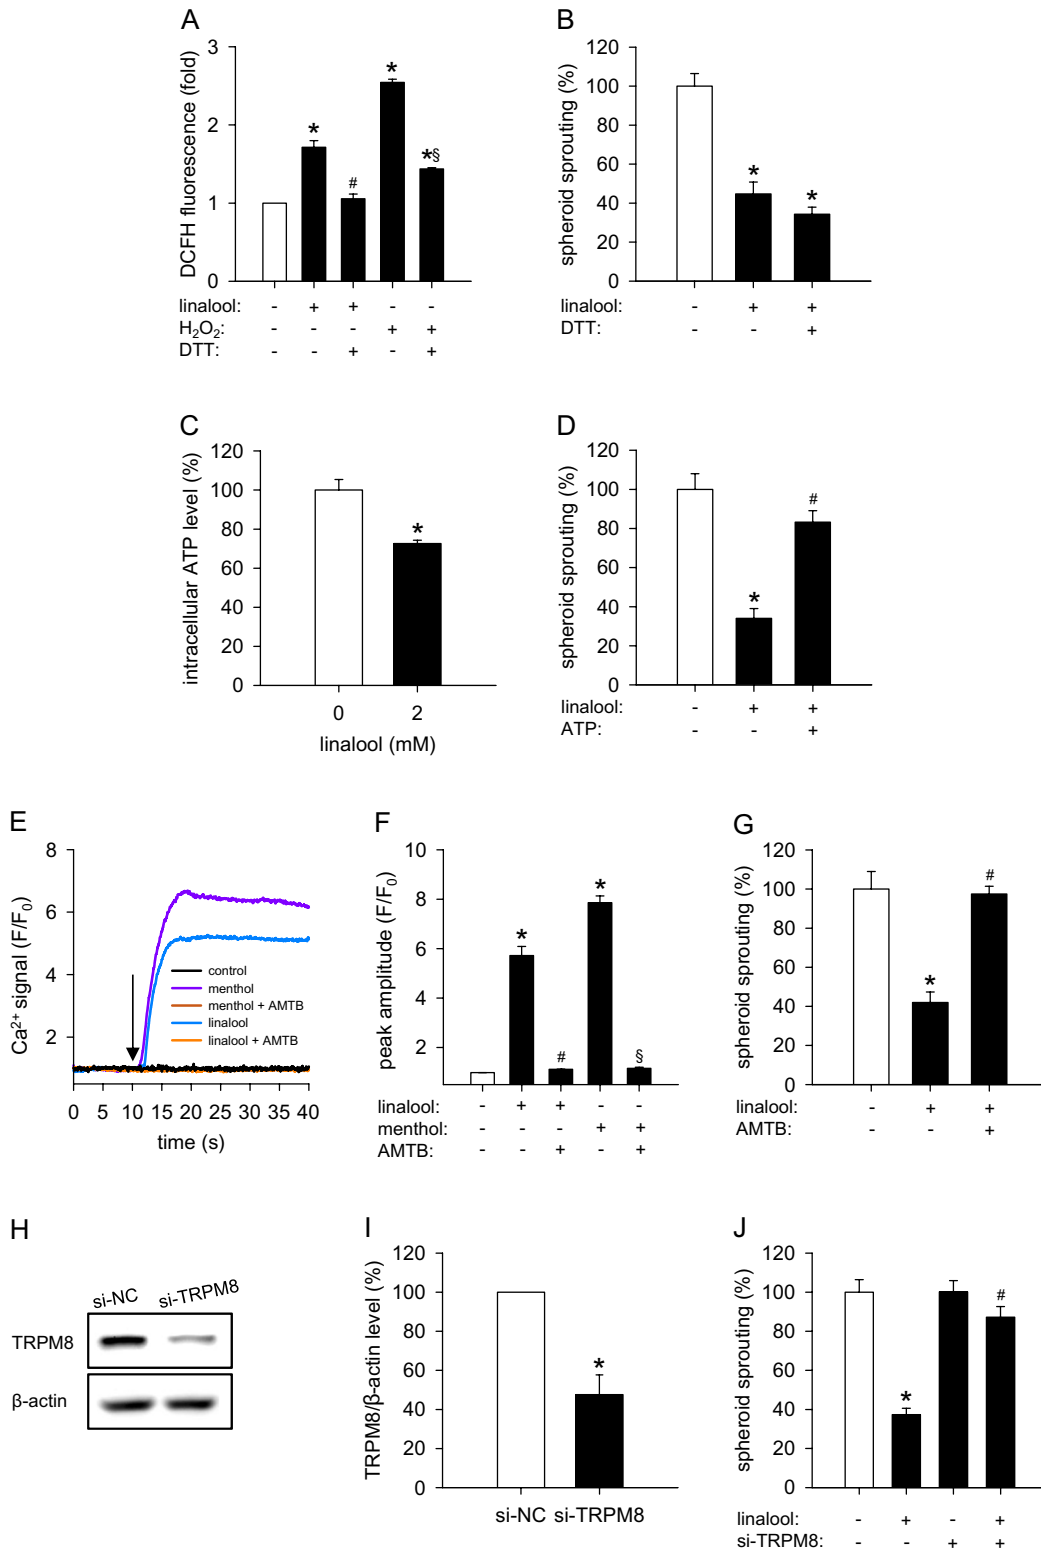 A
DCFH fluorescence (fold)
3
2
1
0
*
#
*
*§
linalool: - + + - -
H₂O₂: - - - + +
DTT: - - + - +
B
spheroid sprouting (%)
120
100
80
60
40
20
0
*
*
linalool: - + +
DTT: - - +
C
intracellular ATP level (%)
120
100
80
60
40
20
0
*
0 2
linalool (mM)
D
spheroid sprouting (%)
120
100
80
60
40
20
0
*
#
linalool: - + +
ATP: - - +
E
Ca²⁺ signal (F/F₀)
8
6
4
2
control
menthol
menthol + AMTB
linalool
linalool + AMTB
0 5 10 15 20 25 30 35 40
time (s)
F
peak amplitude (F/F₀)
10
8
6
4
2
*
#
*
§
linalool: - + + - -
menthol: - - - + +
AMTB: - - + - +
G
spheroid sprouting (%)
120
100
80
60
40
20
0
*
#
linalool: - + +
AMTB: - - +
H
si-NC si-TRPM8
TRPM8
β-actin
I
TRPM8/β-actin level (%)
120
100
80
60
40
20
0
*
si-NC si-TRPM8
J
spheroid sprouting (%)
120
100
80
60
40
20
0
*
#
linalool: - + - +
si-TRPM8: - - + +